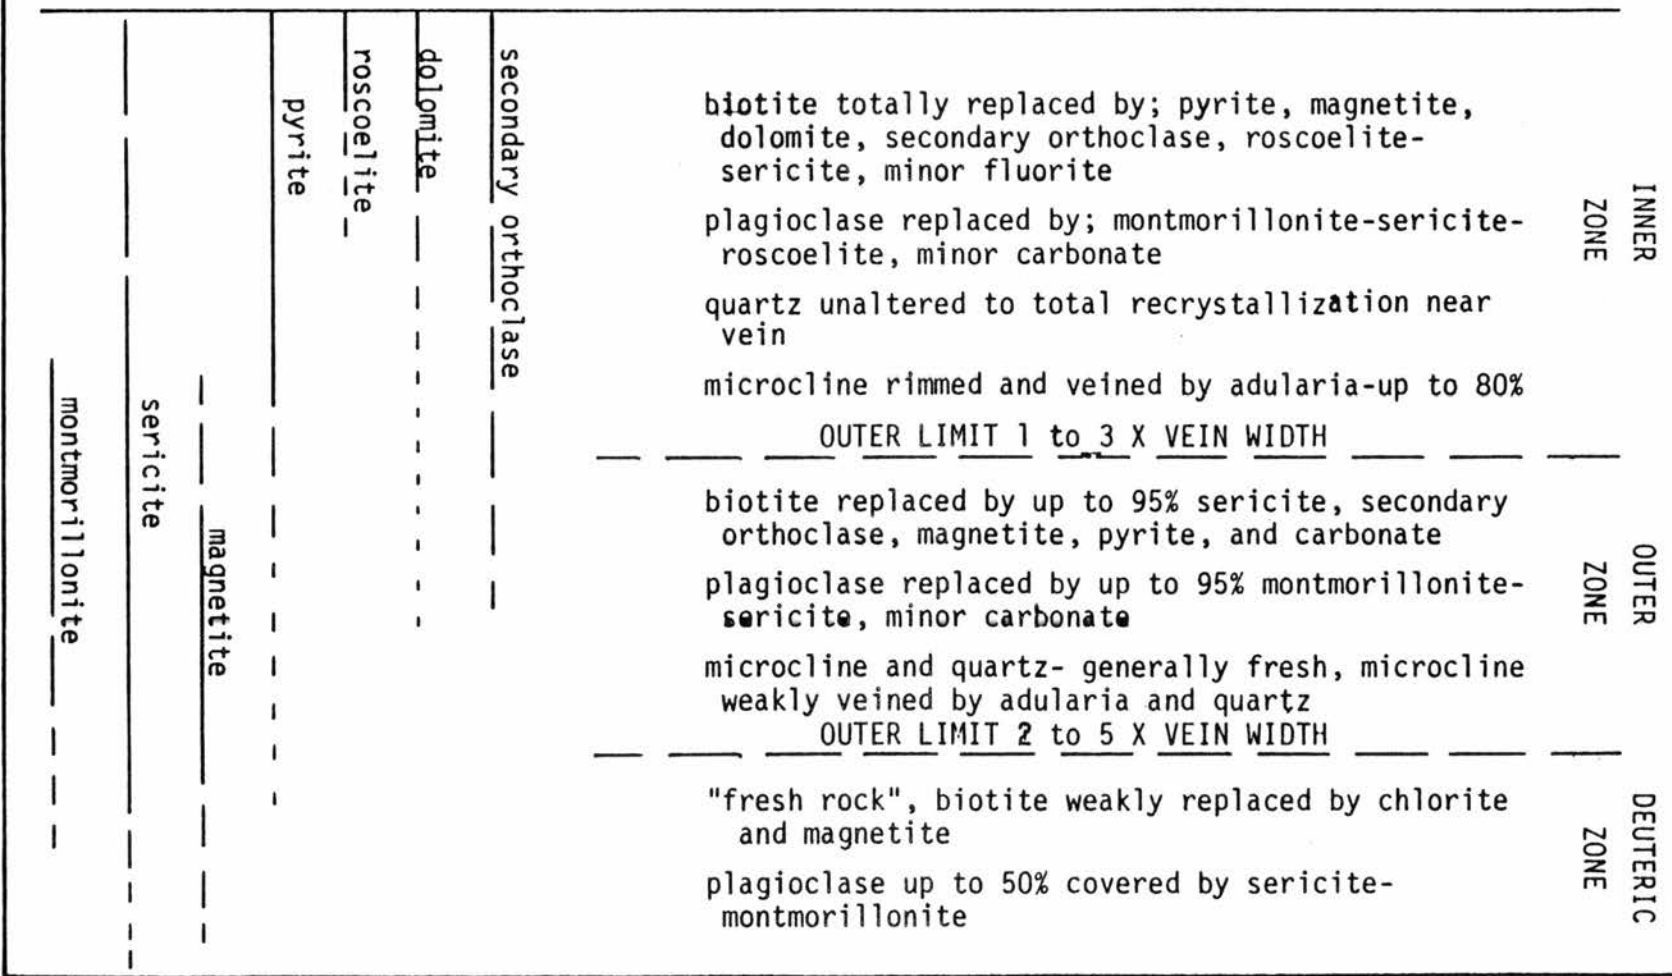 biotite totally replaced by; pyrite, magnetite,
dolomite, secondary orthoclase, roscoelite-
sericite, minor fluorite
plagioclase replaced by; montmorillonite-sericite-
roscoelite, minor carbonate
quartz unaltered to total recrystallization near
vein
microcline rimmed and veined by adularia-up to 80%
OUTER LIMIT 1 to 3 X VEIN WIDTH
INNER
ZONE
biotite replaced by up to 95% sericite, secondary
orthoclase, magnetite, pyrite, and carbonate
plagioclase replaced by up to 95% montmorillonite-
sericite, minor carbonate
microcline and quartz- generally fresh, microcline
weakly veined by adularia and quartz
OUTER LIMIT 2 to 5 X VEIN WIDTH
OUTER
ZONE
"fresh rock", biotite weakly replaced by chlorite
and magnetite
plagioclase up to 50% covered by sericite-
montmorillonite
DEUTERIC
ZONE
secondary orthoclase
dolomite
roscoelite
pyrite
magnetite
sericite
montmorillonite